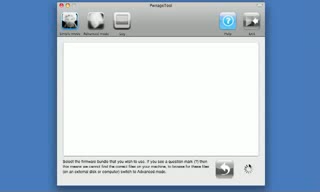 PwnageTool
Simple mode
Advanced mode
Help
Select the firmware bundle that you wish to use. If you see a question mark (?) then
this means we cannot find the correct files on your machine, to browse for these files
(on an external disk or computer) switch to Advanced mode.